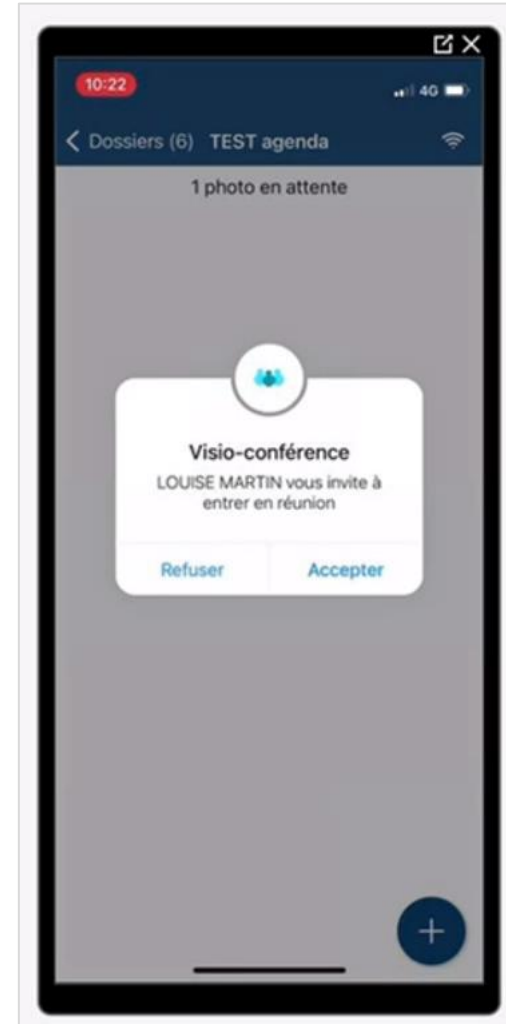 10:22
4G
Dossiers (6) TEST agenda
1 photo en attente
Visio-conférence
LOUISE MARTIN vous invite à
entrer en réunion
Refuser Accepter